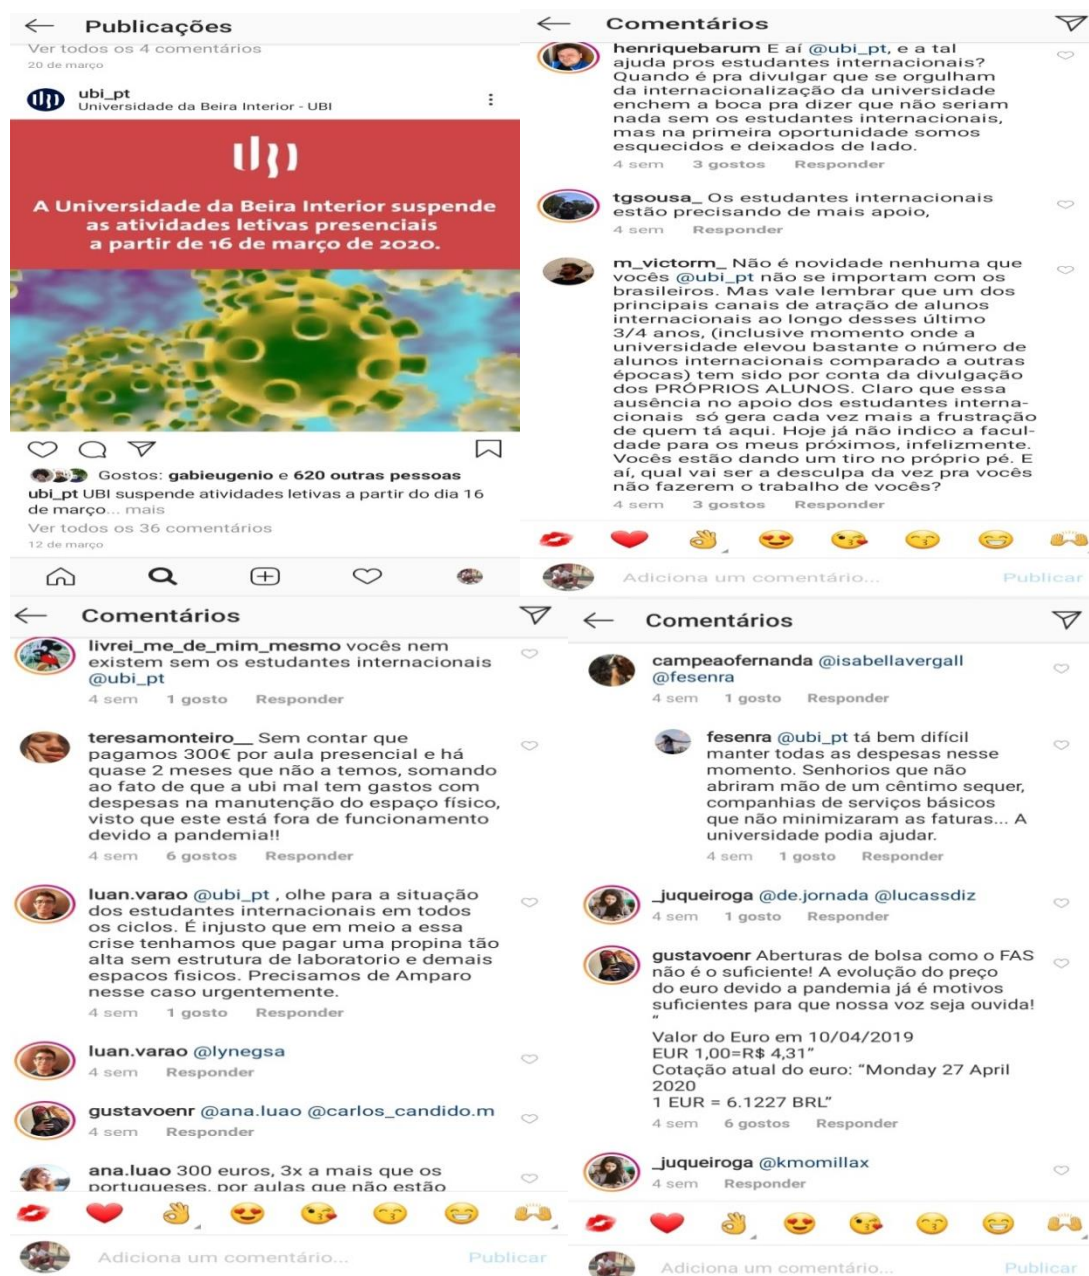 Publicações
Ver todos os 4 comentários
20 de março
ubi_pt
Universidade da Beira Interior - UBI
A Universidade da Beira Interior suspende
as atividades letivas presenciais
a partir de 16 de março de 2020.
Gostos: gabieugenio e 620 outras pessoas
ubi_pt UBI suspende atividades letivas a partir do dia 16
de março... mais
Ver todos os 36 comentários
12 de março
Comentários
henriquebarum E aí @ubi_pt, e a tal
ajuda pros estudantes internacionais?
Quando é pra divulgar que se orgulham
da internacionalização da universidade
enchem a boca pra dizer que não seriam
nada sem os estudantes internacionais,
mas na primeira oportunidade somos
esquecidos e deixados de lado.
4 sem 3 gostos Responder
tgsousa_ Os estudantes internacionais
estão precisando de mais apoio,
4 sem Responder
m_victorm_ Não é novidade nenhuma que
vocês @ubi_pt não se importam com os
brasileiros. Mas vale lembrar que um dos
principais canais de atração de alunos
internacionais ao longo desses último
3/4 anos, (inclusive momento onde a
universidade elevou bastante o número de
alunos internacionais comparado a outras
épocas) tem sido por conta da divulgação
dos PRÓPRIOS ALUNOS. Claro que essa
ausência no apoio dos estudantes interna-
cionais só gera cada vez mais a frustração
de quem tá aqui. Hoje já não indico a facul-
dade para os meus próximos, infelizmente.
Vocês estão dando um tiro no próprio pé. E
aí, qual vai ser a desculpa da vez pra vocês
não fazerem o trabalho de vocês?
4 sem 3 gostos Responder
Adiciona um comentário... Publicar
Comentários
livrei_me_de_mim_mesmo vocês nem
existem sem os estudantes internacionais
@ubi_pt
4 sem 1 gosto Responder
teresamonteiro__ Sem contar que
pagamos 300€ por aula presencial e há
quase 2 meses que não a temos, somando
ao fato de que a ubi mal tem gastos com
despesas na manutenção do espaço físico,
visto que este está fora de funcionamento
devido a pandemia!!
4 sem 6 gostos Responder
luan.varao @ubi_pt , olhe para a situação
dos estudantes internacionais em todos
os ciclos. É injusto que em meio a essa
crise tenhamos que pagar uma propina tão
alta sem estrutura de laboratorio e demais
espacos fisicos. Precisamos de Amparo
nesse caso urgentemente.
4 sem 1 gosto Responder
luan.varao @lynegsa
4 sem Responder
gustavoenr @ana.luao @carlos_candido.m
4 sem Responder
ana.luao 300 euros, 3x a mais que os
portugueses, por aulas que não estão
Adiciona um comentário... Publicar
Comentários
campeaofernanda @isabellavergall
@fesenra
4 sem 1 gosto Responder
fesenra @ubi_pt tá bem difícil
manter todas as despesas nesse
momento. Senhorios que não
abriram mão de um cêntimo sequer,
companhias de serviços básicos
que não minimizaram as faturas... A
universidade podia ajudar.
4 sem 1 gosto Responder
_juqueiroga @de.jornada @lucassdiz
4 sem 1 gosto Responder
gustavoenr Aberturas de bolsa como o FAS
não é o suficiente! A evolução do preço
do euro devido a pandemia já é motivos
suficientes para que nossa voz seja ouvida!
“
Valor do Euro em 10/04/2019
EUR 1,00=R$ 4,31”
Cotação atual do euro: “Monday 27 April
2020
1 EUR = 6.1227 BRL”
4 sem 6 gostos Responder
_juqueiroga @kmomillax
4 sem Responder
Adiciona um comentário... Publicar